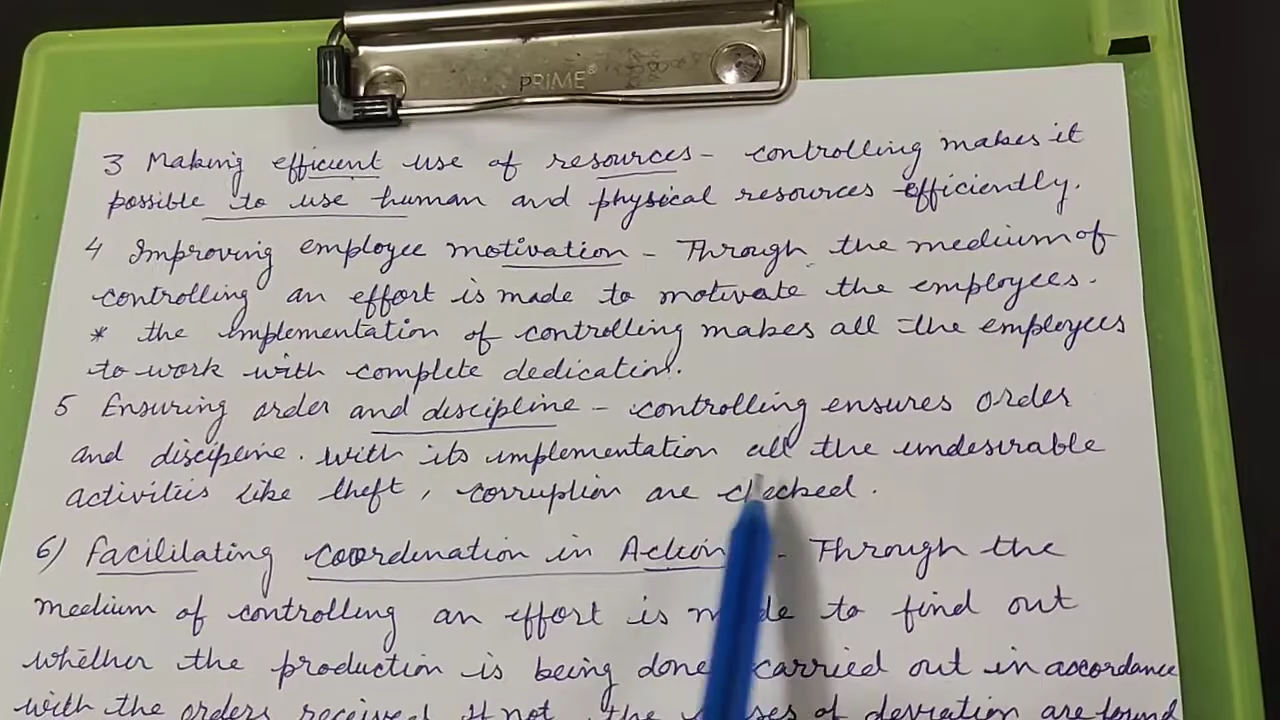 PRIME®
3 Making efficient use of resources - controlling makes it
possible to use human and physical resources efficiently.
4 Improving employee motivation - Through the medium of
controlling an effort is made to motivate the employees.
* the implementation of controlling makes all the employees
to work with complete dedication.
5 Ensuring order and discipline - controlling ensures order
and discipline. with its implementation all the undesirable
activities like theft, corruption are checked.
6) Facilitating coordination in Action - Through the
medium of controlling an effort is made to find out
whether the production is being done carried out in accordance
with the orders received. If not, the of deviation are found